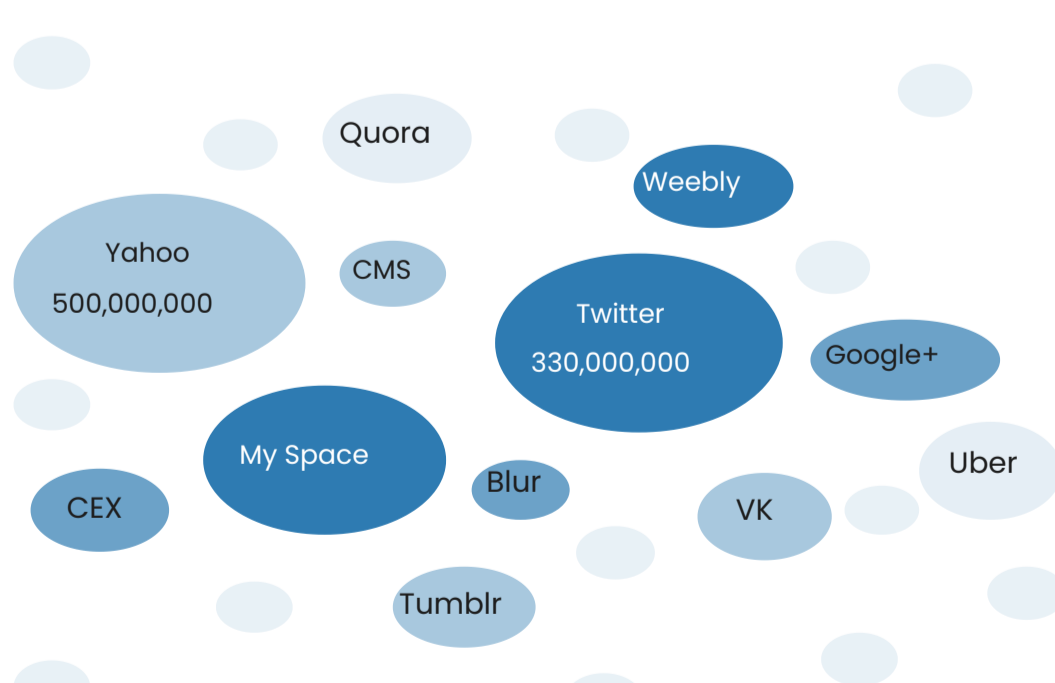 Quora
Weebly
Yahoo
500,000,000
CMS
Twitter
330,000,000
Google+
My Space
Blur
Uber
CEX
VK
Tumblr